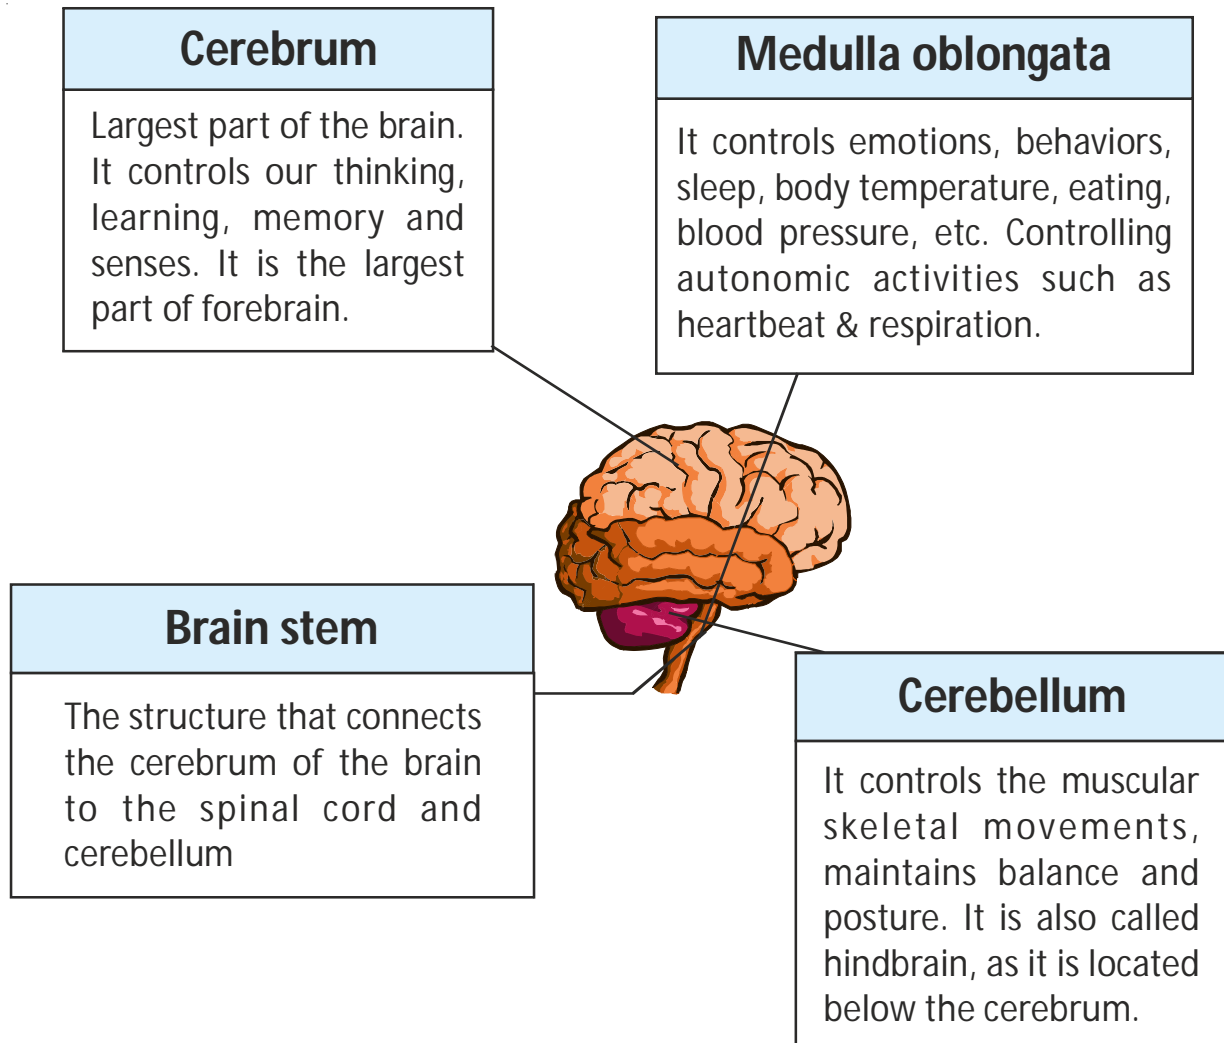 Cerebrum
Largest part of the brain.
It controls our thinking,
learning, memory and
senses. It is the largest
part of forebrain.
Medulla oblongata
It controls emotions, behaviors,
sleep, body temperature, eating,
blood pressure, etc. Controlling
autonomic activities such as
heartbeat & respiration.
Brain stem
The structure that connects
the cerebrum of the brain
to the spinal cord and
cerebellum
Cerebellum
It controls the muscular
skeletal movements,
maintains balance and
posture. It is also called
hindbrain, as it is located
below the cerebrum.